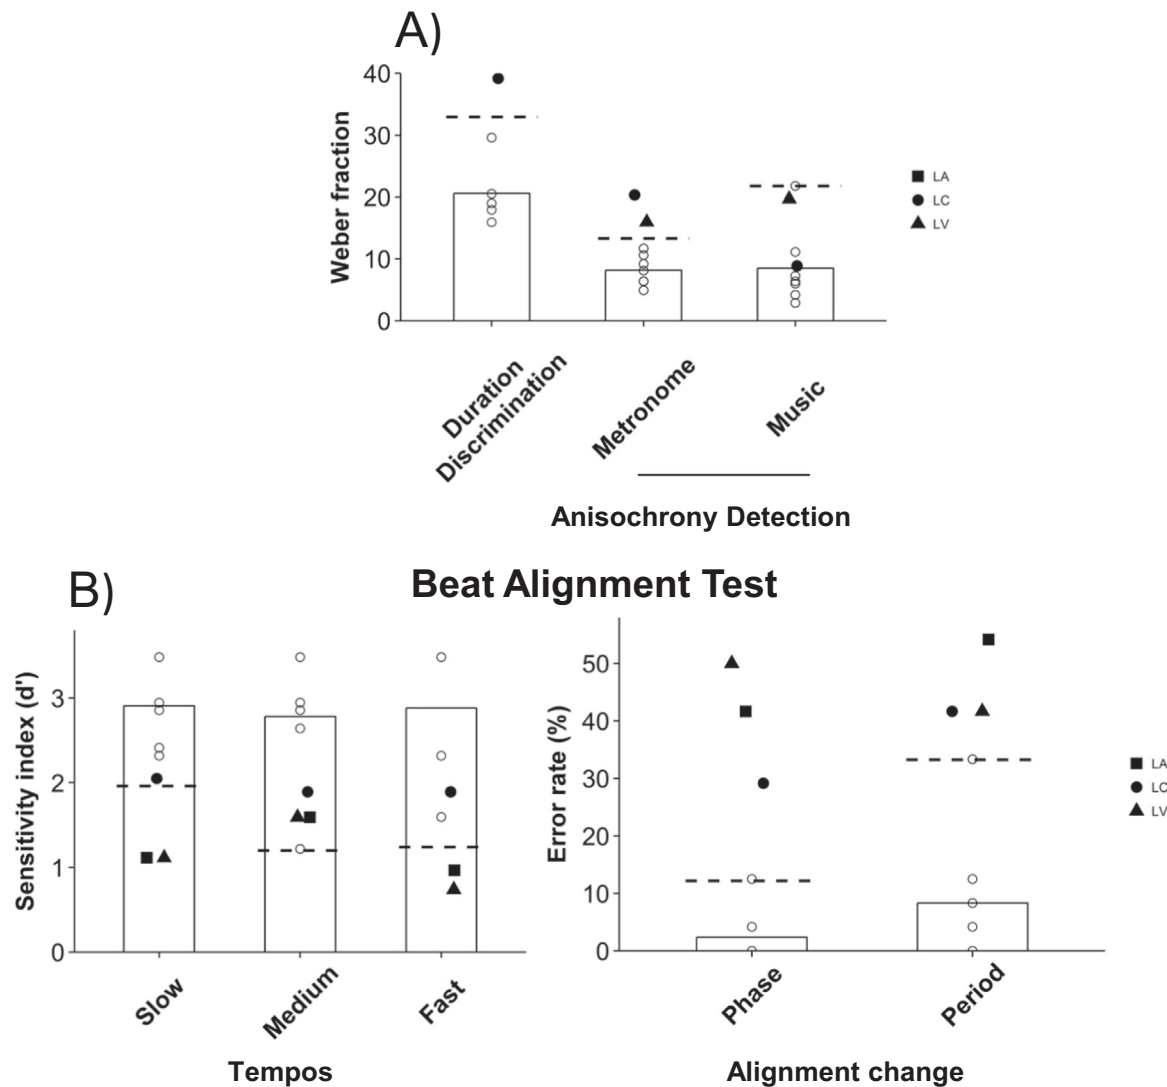 A)
Weber fraction
40
30
20
10
0
LA
LC
LV
Duration
Discrimination
Metronome
Music
Anisochrony Detection
B)
Beat Alignment Test
Sensitivity index (d')
3
2
1
0
Slow
Medium
Fast
Tempos
Error rate (%)
50
40
30
20
10
0
Phase
Period
Alignment change
LA
LC
LV